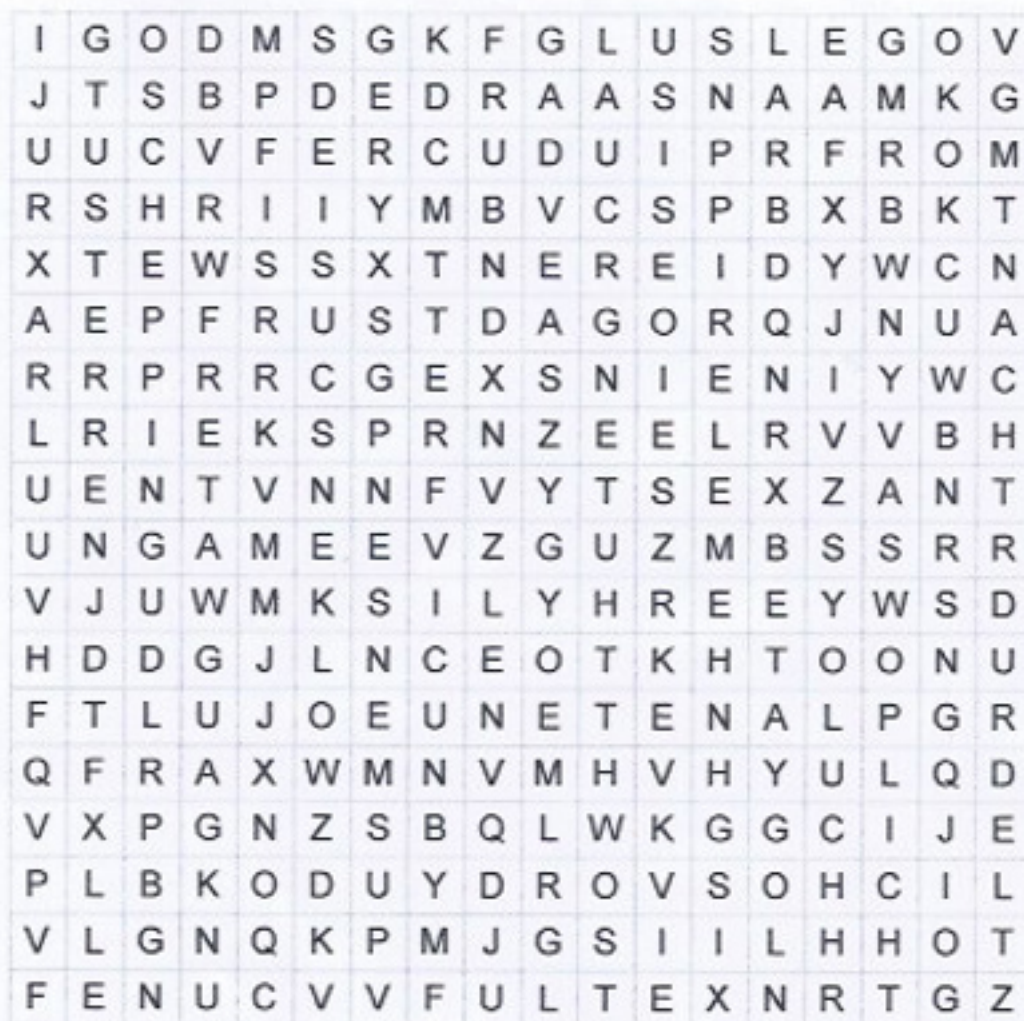 I G O D M S G K F G L U S L E G O V
J T S B P D E D R A A S N A A M K G
U U C V F E R C U D U I P R F R O M
R S H R I I Y M B V C S P B X B K T
X T E W S S X T N E R E I D Y W C N
A E P F R U S T D A G O R Q J N U A
R R P R R C G E X S N I E N I Y W C
L R I E K S P R N Z E E L R V V B H
U E N T V N N F V Y T S E X Z A N T
U N G A M E E V Z G U Z M B S S R R
V J U W M K S I L Y H R E E Y W S D
H D D G J L N C E O T K H T O O N U
F T L U J O E U N E T E N A L P G R
Q F R A X W M N V M H V H Y U L Q D
V X P G N Z S B Q L W K G G C I J E
P L B K O D U Y D R O V S O H C I L
V L G N Q K P M J G S I I L H H O T
F E N U C V V F U L T E X N R T G Z